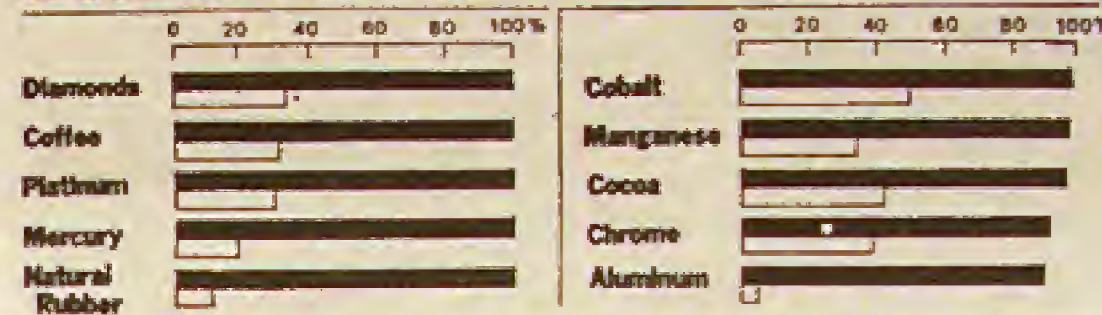 0 20 40 60 80 100%
Diamonds
Coffee
Platinum
Mercury
Natural
Rubber
0 20 40 60 80 100%
Cobalt
Manganese
Cocoa
Chrome
Aluminum